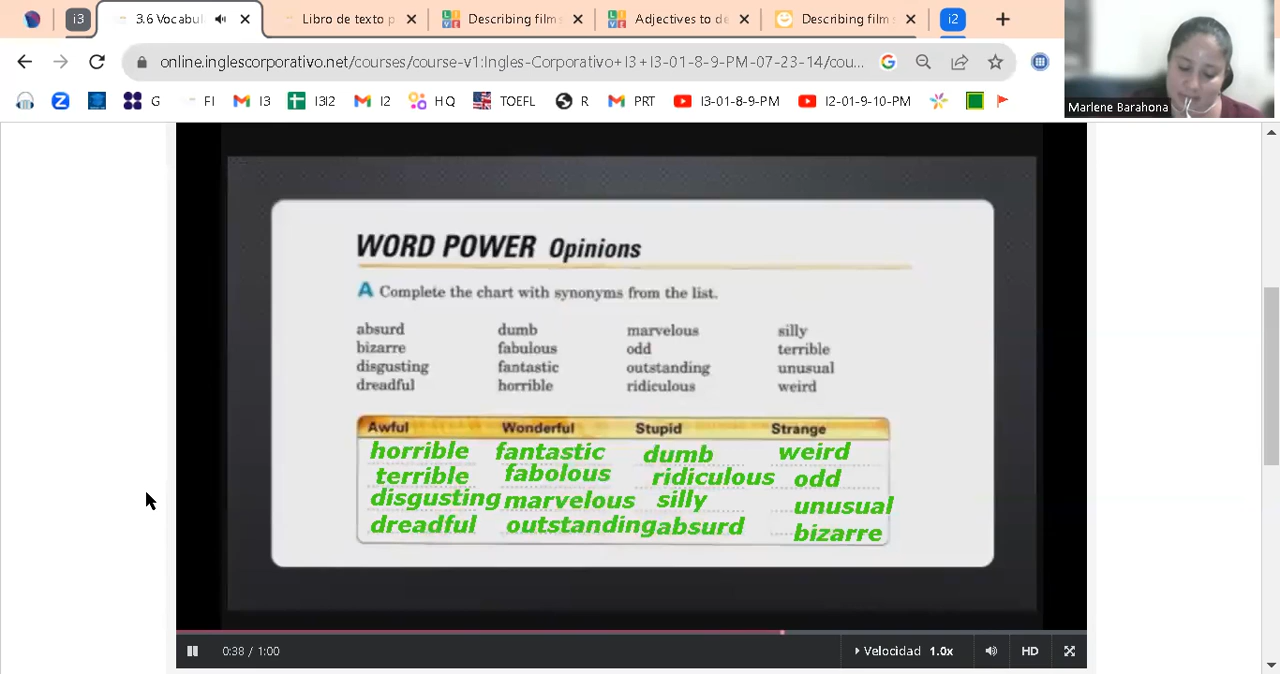 i3 3.6 Vocabul Libro de texto p Describing film Adjectives to de Describing film i2
online.inglescorporativo.net/courses/course-v1:Ingles-Corporativo+I3+I3-01-8-9-PM-07-23-14/cou...
G FI I3 I3I2 I2 HQ TOEFL R PRT I3-01-8-9-PM I2-01-9-10-PM
Marlene Barahona
WORD POWER Opinions
A Complete the chart with synonyms from the list.
absurd dumb marvelous silly
bizarre fabulous odd terrible
disgusting fantastic outstanding unusual
dreadful horrible ridiculous weird
Awful Wonderful Stupid Strange
horrible fantastic dumb weird
terrible fabolous ridiculous odd
disgusting marvelous silly unusual
dreadful outstanding absurd bizarre
0:38 / 1:00 Velocidad 1.0x HD